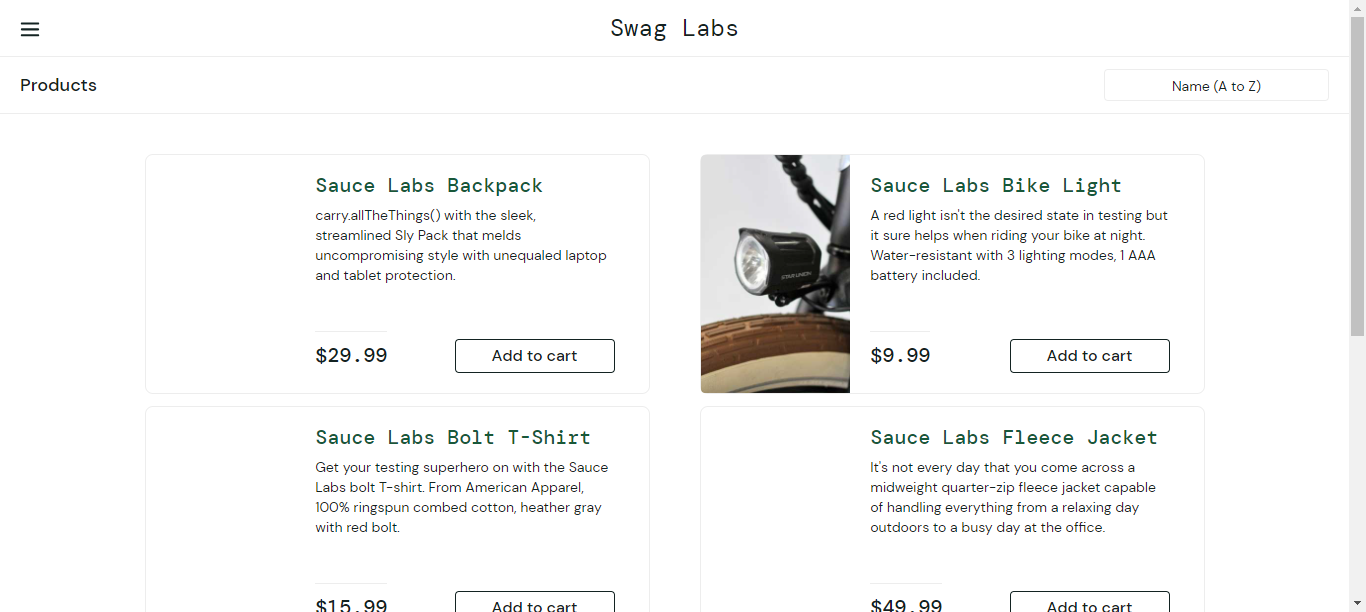 Swag Labs
Products
Name (A to Z)
Sauce Labs Backpack
carry.allTheThings() with the sleek,
streamlined Sly Pack that melds
uncompromising style with unequaled laptop
and tablet protection.
$29.99
Add to cart
Sauce Labs Bike Light
A red light isn't the desired state in testing but
it sure helps when riding your bike at night.
Water-resistant with 3 lighting modes, 1 AAA
battery included.
STAR UNION
$9.99
Add to cart
Sauce Labs Bolt T-Shirt
Get your testing superhero on with the Sauce
Labs bolt T-shirt. From American Apparel,
100% ringspun combed cotton, heather gray
with red bolt.
$15.99
Add to cart
Sauce Labs Fleece Jacket
It's not every day that you come across a
midweight quarter-zip fleece jacket capable
of handling everything from a relaxing day
outdoors to a busy day at the office.
$49.99
Add to cart